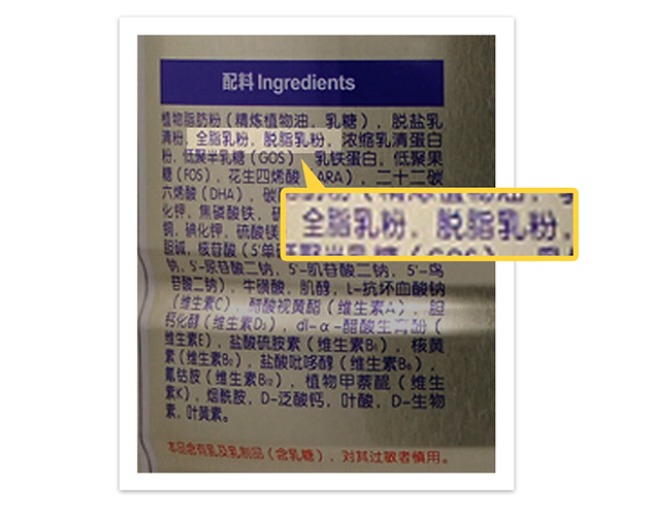 配料 Ingredients
植物脂肪粉（精炼植物油、乳糖），脱盐乳
清粉，全脂乳粉，脱脂乳粉，浓缩乳清蛋白
粉，低聚半乳糖（GOS），乳铁蛋白，低聚果
糖（FOS），花生四烯酸（ARA），二十二碳
六烯酸（DHA），碳
全脂乳粉，脱脂乳粉，
化钾，焦磷酸铁，硫
铜，碘化钾，硫酸镁
胆碱，核苷酸（5'单
钠，5'-尿苷酸二钠，5'-肌苷酸二钠，5'-鸟
苷酸二钠），牛磺酸，肌醇，L-抗坏血酸钠
（维生素C），醋酸视黄酯（维生素A），胆
钙化醇（维生素D₃），dl-α-醋酸生育酚（
维生素E），盐酸硫胺素（维生素B₁），核黄
素（维生素B₂），盐酸吡哆醇（维生素B₆），
氰钴胺（维生素B₁₂），植物甲萘醌（维生
素K），烟酰胺，D-泛酸钙，叶酸，D-生物
素，叶黄素。
本品含有乳及乳制品（含乳糖），对其过敏者慎用。